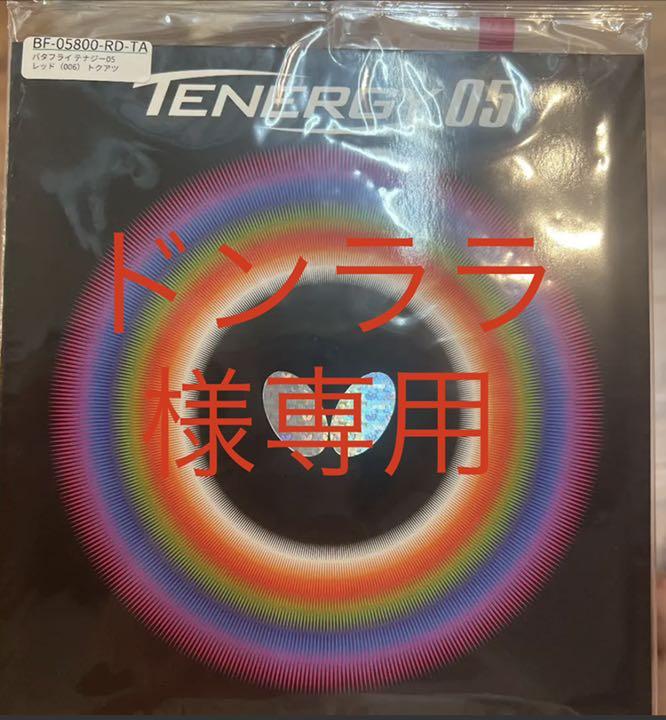 BF-05800-RD-TA
バタフライ テナジー05
レッド（006） トクアツ
TENERGY 05
ドンララ
様専用